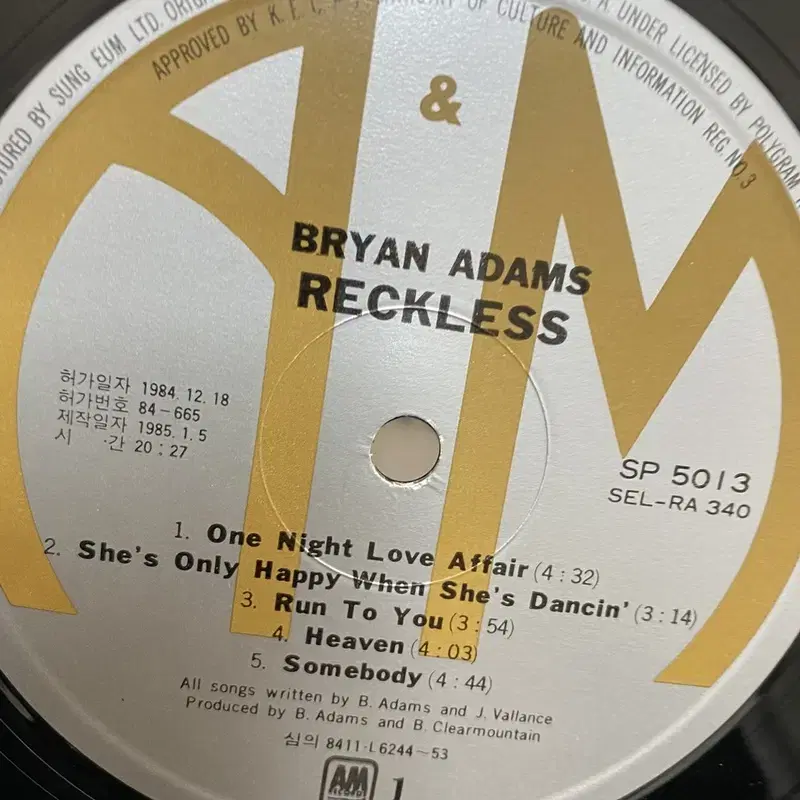 TURED BY SUNG EUM LTD. ORIG
APPROVED BY K.E.C. OF CULTURE AND INFORMATION REG.NO.3
UNDER LICENSED BY POLYGRAM
A & M
BRYAN ADAMS
RECKLESS
허가일자 1984.12.18
허가번호 84-665
제작일자 1985.1.5
시 ·간 20:27
SP 5013
SEL-RA 340
1. One Night Love Affair (4:32)
2. She's Only Happy When She's Dancin' (3:14)
3. Run To You (3:54)
4. Heaven (4:03)
5. Somebody (4:44)
All songs written by B. Adams and J. Vallance
Produced by B. Adams and B. Clearmountain
심의 8411-L6244-53
AM RECORDS 1